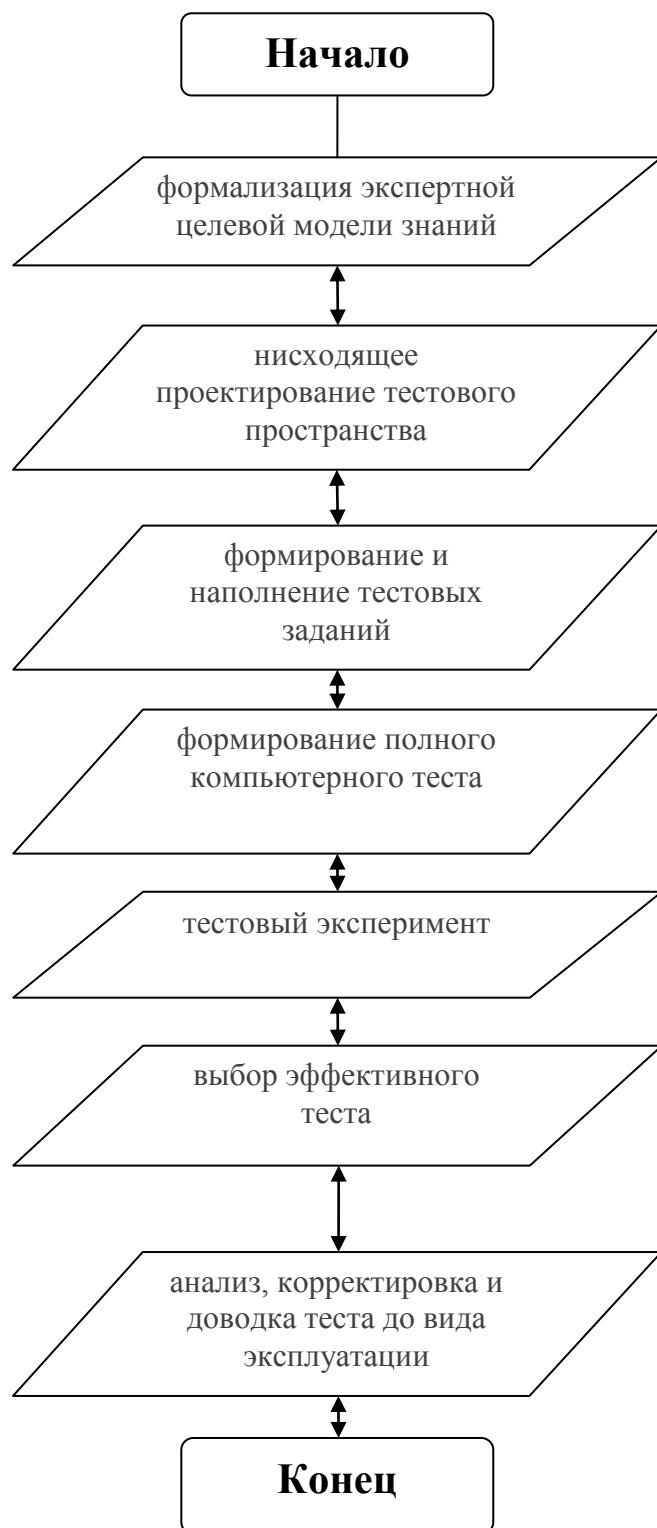 Начало
формализация экспертной
целевой модели знаний
нисходящее
проектирование тестового
пространства
формирование и
наполнение тестовых
заданий
формирование полного
компьютерного теста
тестовый эксперимент
выбор эффективного
теста
анализ, корректировка и
доводка теста до вида
эксплуатации
Конец